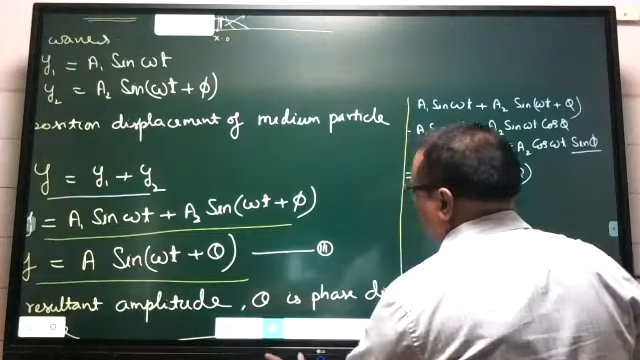 waves
y₁ = A₁ Sin ωt
y₂ = A₂ Sin(ωt + φ)
position displacement of medium particle
y = y₁ + y₂
= A₁ Sin ωt + A₂ Sin(ωt + φ)
y = A Sin(ωt + θ) —— (III)
resultant amplitude, θ is phase
x=0
A₁ Sin ωt + A₂ Sin(ωt + φ)
A₂ Sin ωt Cos φ
= A₂ Cos ωt Sin φ